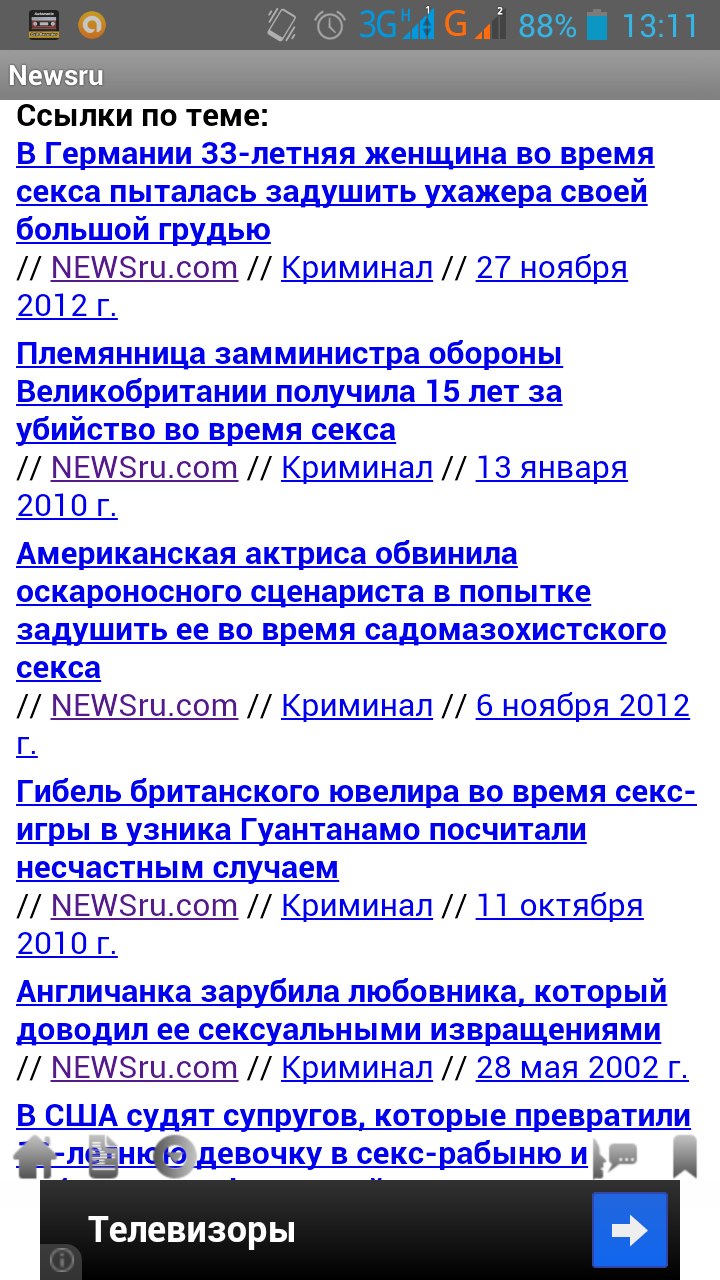 3G H 1 G 2 88% 13:11
Newsru
Ссылки по теме:
В Германии 33-летняя женщина во время
секса пыталась задушить ухажера своей
большой грудью
// NEWSru.com // Криминал // 27 ноября
2012 г.
Племянница замминистра обороны
Великобритании получила 15 лет за
убийство во время секса
// NEWSru.com // Криминал // 13 января
2010 г.
Американская актриса обвинила
оскароносного сценариста в попытке
задушить ее во время садомазохистского
секса
// NEWSru.com // Криминал // 6 ноября 2012
г.
Гибель британского ювелира во время секс-
игры в узника Гуантанамо посчитали
несчастным случаем
// NEWSru.com // Криминал // 11 октября
2010 г.
Англичанка зарубила любовника, который
доводил ее сексуальными извращениями
// NEWSru.com // Криминал // 28 мая 2002 г.
В США судят супругов, которые превратили
девочку в секс-рабыню и
Телевизоры